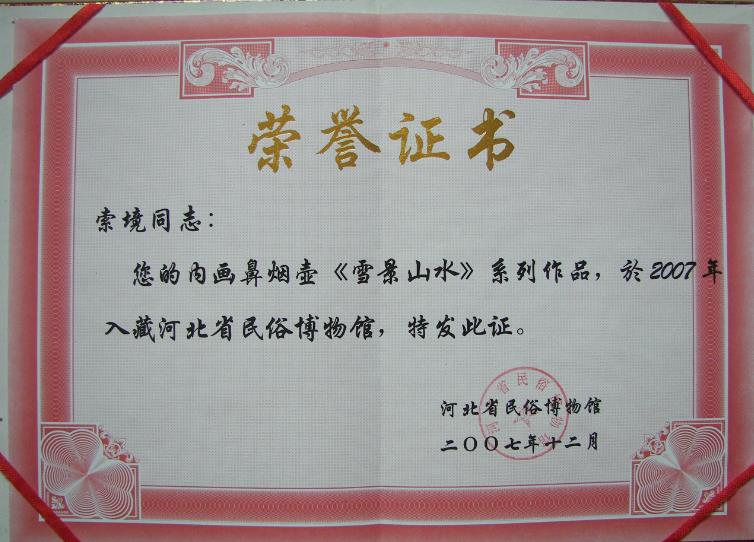 荣誉证书
索境同志：
您的内画鼻烟壶《雪景山水》系列作品，於2007年
入藏河北省民俗博物馆，特发此证。
河北省民俗博物馆
二〇〇七年十二月